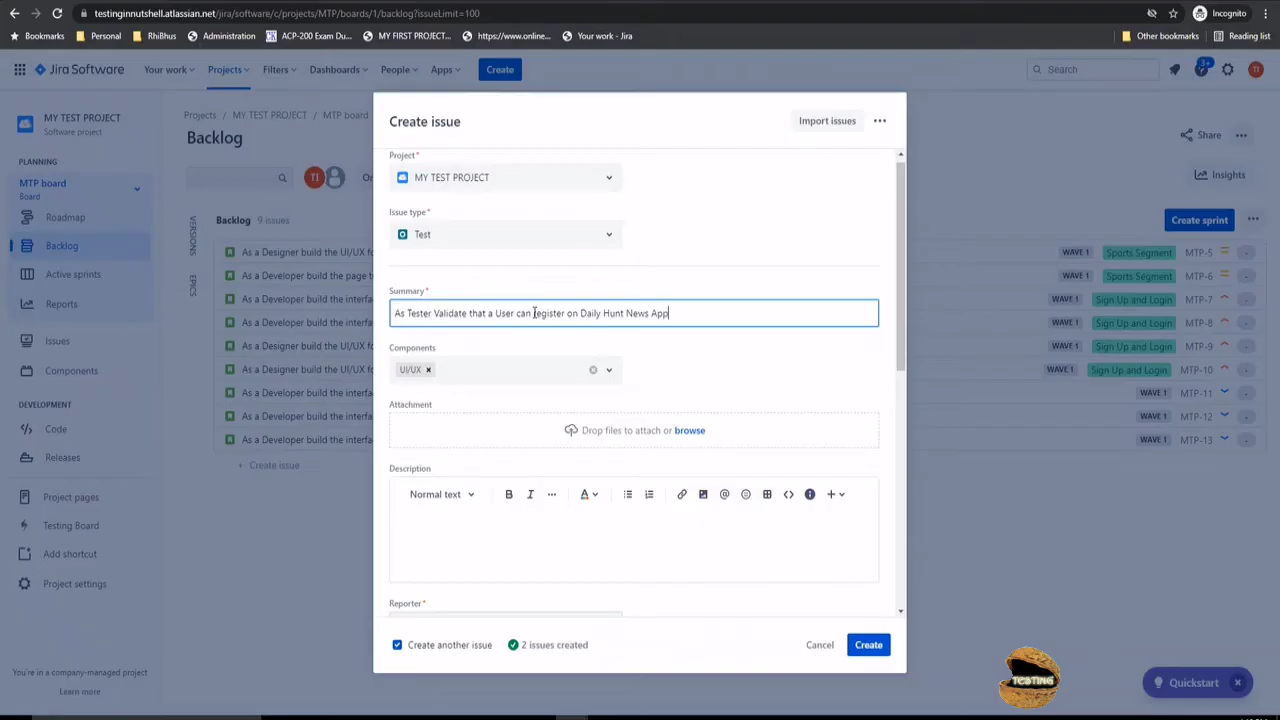 testinginnutshell.atlassian.net/jira/software/c/projects/MTP/boards/1/backlog?issueLimit=100
Incognito
Bookmarks Personal RhiBhus Administration ACP-200 Exam Du... MY FIRST PROJECT... https://www.online... Your work - Jira Other bookmarks Reading list
Jira Software Your work Projects Filters Dashboards People Apps Create Search 3+ TI
MY TEST PROJECT
Software project
PLANNING
MTP board
Board
Roadmap
Backlog
Active sprints
Reports
Issues
Components
DEVELOPMENT
Code
Releases
Project pages
Testing Board
Add shortcut
Project settings
You're in a company-managed project
Learn more
Projects / MY TEST PROJECT / MTP board
Backlog
Share
TI
Insights
VERSIONS
EPICS
Backlog 9 issues
Create sprint
As a Designer build the UI/UX fo WAVE 1 Sports Segment MTP-5 -
As a Developer build the page t WAVE 1 Sports Segment MTP-6 -
As a Developer build the interfa WAVE 1 Sign Up and Login MTP-7 -
As a Developer build the interfa WAVE 1 Sign Up and Login MTP-8 -
As a Developer build the UI/UX f WAVE 1 Sign Up and Login MTP-9 -
As a Developer build the interfa WAVE 1 Sign Up and Login MTP-10 -
As a Developer build the interfa WAVE 1 MTP-11 -
As a Developer build the interfa WAVE 1 MTP-12 -
As a Developer build the interfa WAVE 1 MTP-13 -
+ Create issue
Create issue
Import issues
Project*
MY TEST PROJECT
Issue type*
Test
Summary*
As Tester Validate that a User can register on Daily Hunt News App
Components
UI/UX
Attachment
Drop files to attach or browse
Description
Normal text B I A @ <> +
Reporter*
Create another issue 2 issues created Cancel Create
TESTING
Quickstart